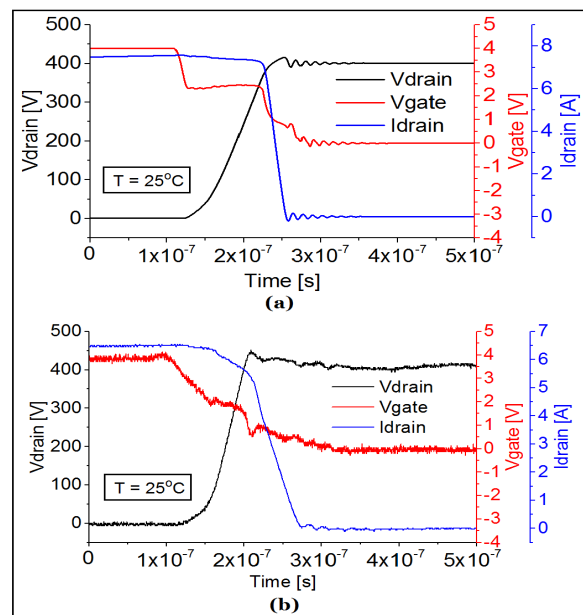 (a)
500
400
300
200
100
0
Vdrain [V]
Vdrain
Vgate
Idrain
T = 25°C
5
4
3
2
1
0
-1
-2
-3
-4
Vgate [V]
8
6
4
2
0
Idrain [A]
0
1x10⁻⁷
2x10⁻⁷
3x10⁻⁷
4x10⁻⁷
5x10⁻⁷
Time [s]
(a)
500
400
300
200
100
0
Vdrain [V]
Vdrain
Vgate
Idrain
T = 25°C
5
4
3
2
1
0
-1
-2
-3
-4
Vgate [V]
7
6
5
4
3
2
1
0
Idrain [A]
0
1x10⁻⁷
2x10⁻⁷
3x10⁻⁷
4x10⁻⁷
5x10⁻⁷
Time [s]
(b)